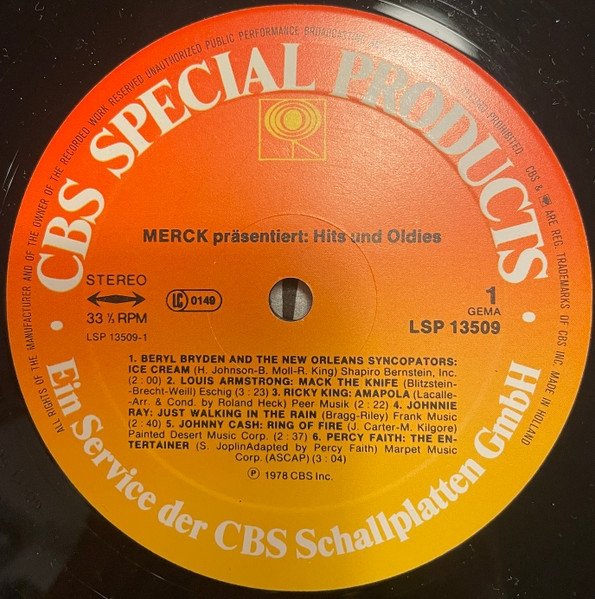 ALL RIGHTS OF THE MANUFACTURER AND OF THE OWNER OF THE RECORDED WORK RESERVED UNAUTHORIZED PUBLIC PERFORMANCE BROADCASTING
PROHIBITED. CBS & ARE REG. TRADEMARKS OF CBS INC. MADE IN HOLLAND
· CBS SPECIAL PRODUCTS ·
MERCK präsentiert: Hits und Oldies
STEREO
33 ⅓ RPM
LSP 13509-1
LC 0149
1
GEMA
LSP 13509
1. BERYL BRYDEN AND THE NEW ORLEANS SYNCOPATORS:
ICE CREAM (H. Johnson-B. Moll-R. King) Shapiro Bernstein, Inc.
(2 : 00) 2. LOUIS ARMSTRONG: MACK THE KNIFE (Blitzstein-
Brecht-Weill) Eschig (3 : 23) 3. RICKY KING: AMAPOLA (Lacalle-
Arr. & Cond. by Roland Heck) Peer Musik (2 : 22) 4. JOHNNIE
RAY: JUST WALKING IN THE RAIN (Bragg-Riley) Frank Music
(2 : 40) 5. JOHNNY CASH: RING OF FIRE (J. Carter-M. Kilgore)
Painted Desert Music Corp. (2 : 37) 6. PERCY FAITH: THE EN-
TERTAINER (S. JoplinAdapted by Percy Faith) Marpet Music
Corp. (ASCAP) (3 : 04)
Ⓟ 1978 CBS Inc.
Ein Service der CBS Schallplatten GmbH